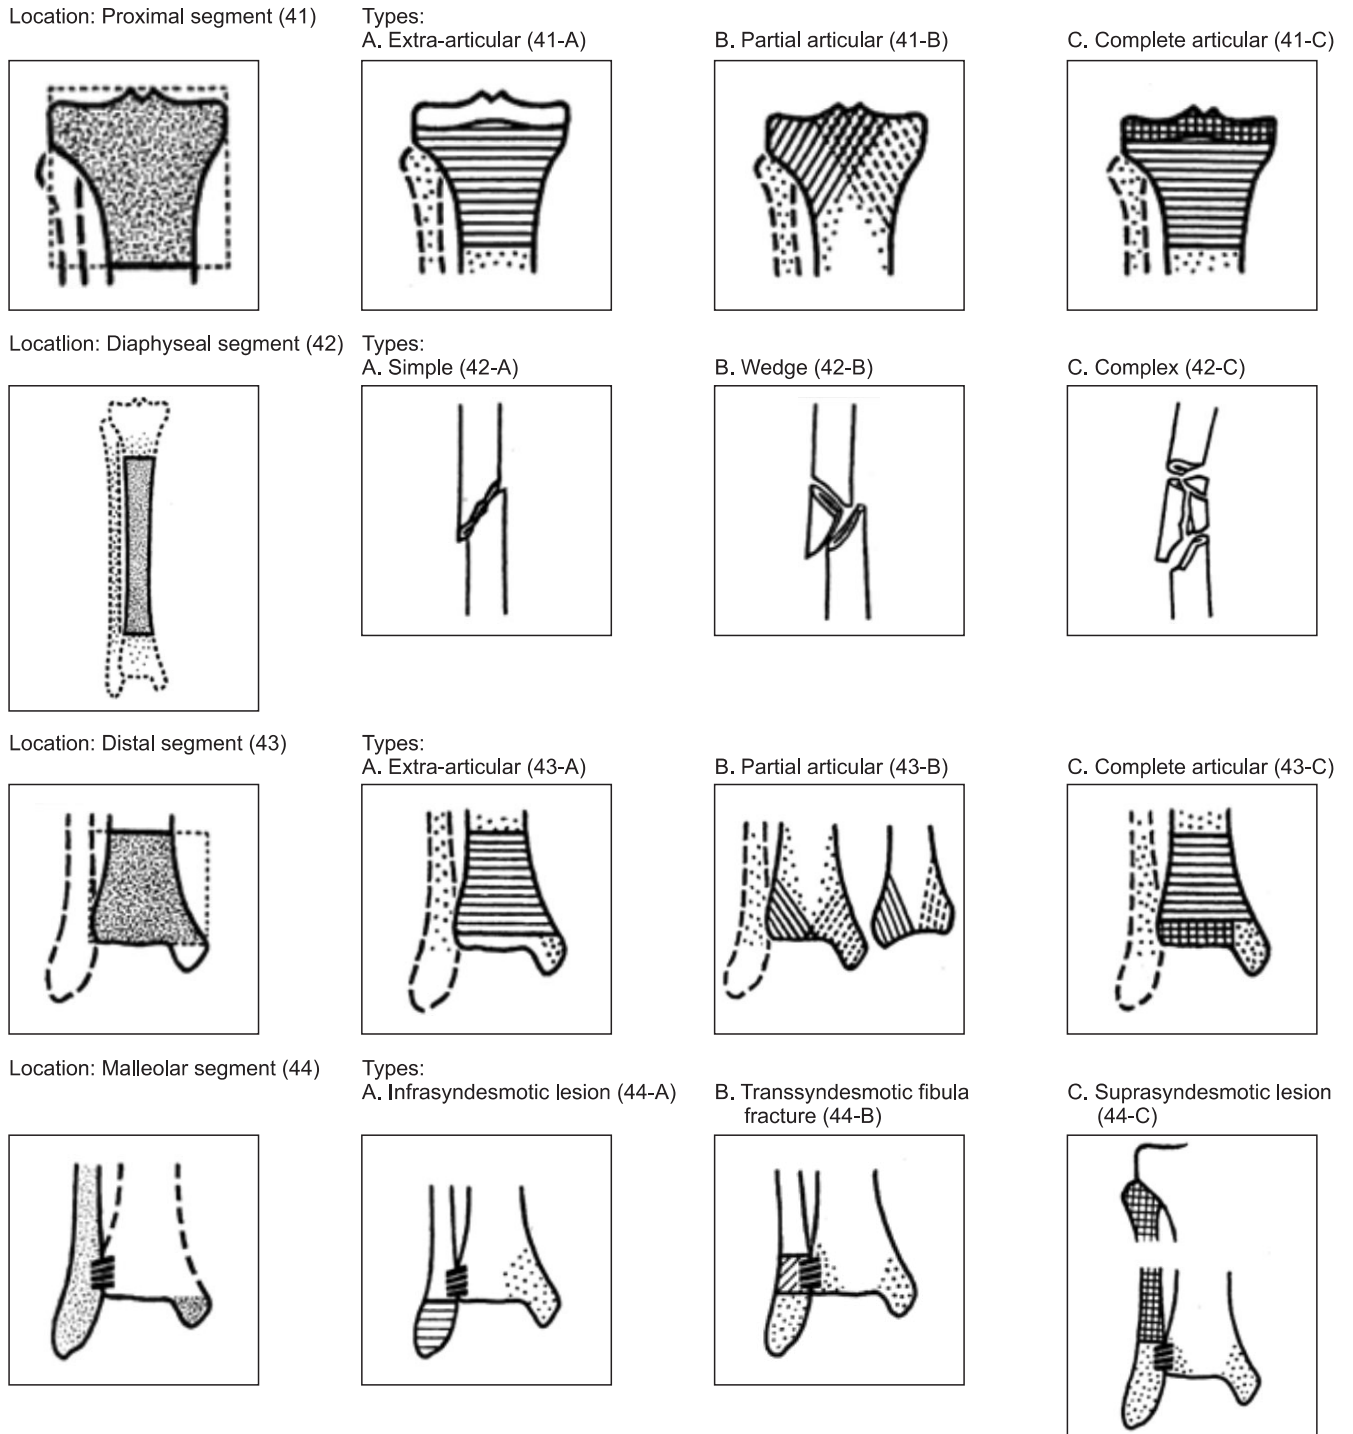 Location: Proximal segment (41)
Types:
A. Extra-articular (41-A)
B. Partial articular (41-B)
C. Complete articular (41-C)
Locatlion: Diaphyseal segment (42)
Types:
A. Simple (42-A)
B. Wedge (42-B)
C. Complex (42-C)
Location: Distal segment (43)
Types:
A. Extra-articular (43-A)
B. Partial articular (43-B)
C. Complete articular (43-C)
Location: Malleolar segment (44)
Types:
A. Infrasyndesmotic lesion (44-A)
B. Transsyndesmotic fibula
fracture (44-B)
C. Suprasyndesmotic lesion
(44-C)